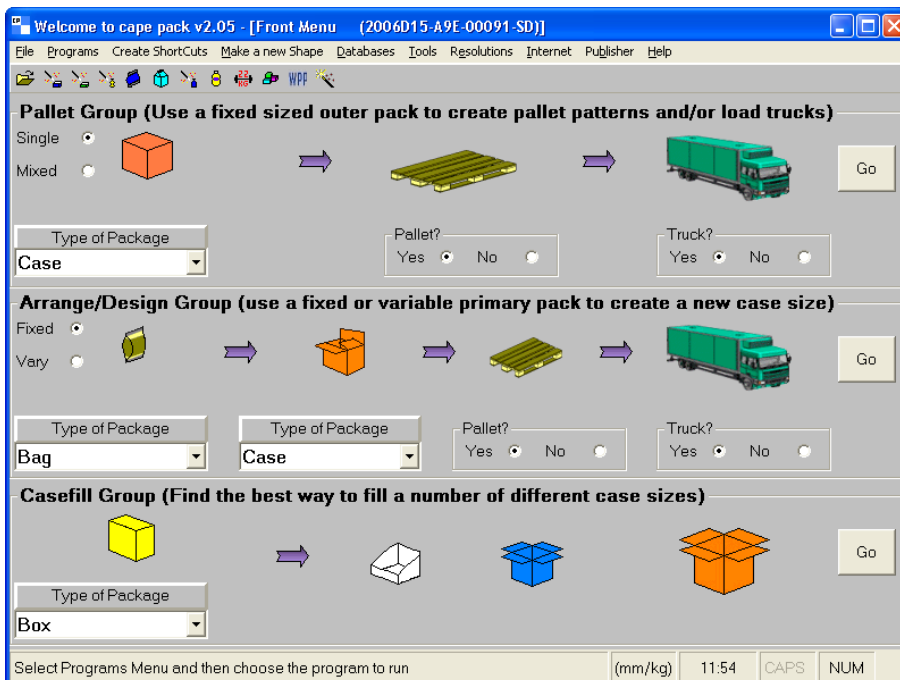 Welcome to cape pack v2.05 - [Front Menu (2006D15-A9E-00091-SD)]
File Programs Create ShortCuts Make a new Shape Databases Tools Resolutions Internet Publisher Help
WPP
Pallet Group (Use a fixed sized outer pack to create pallet patterns and/or load trucks)
Single
Mixed
Go
Type of Package
Case
Pallet?
Yes No
Truck?
Yes No
Arrange/Design Group (use a fixed or variable primary pack to create a new case size)
Fixed
Vary
Go
Type of Package
Bag
Type of Package
Case
Pallet?
Yes No
Truck?
Yes No
Casefill Group (Find the best way to fill a number of different case sizes)
Go
Type of Package
Box
Select Programs Menu and then choose the program to run (mm/kg) 11:54 CAPS NUM